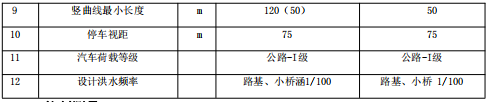 9 竖曲线最小长度 m 120（50） 50
10 停车视距 m 75 75
11 汽车荷载等级 公路-I级 公路-I级
12 设计洪水频率 路基、小桥涵1/100 路基、小桥 1/100